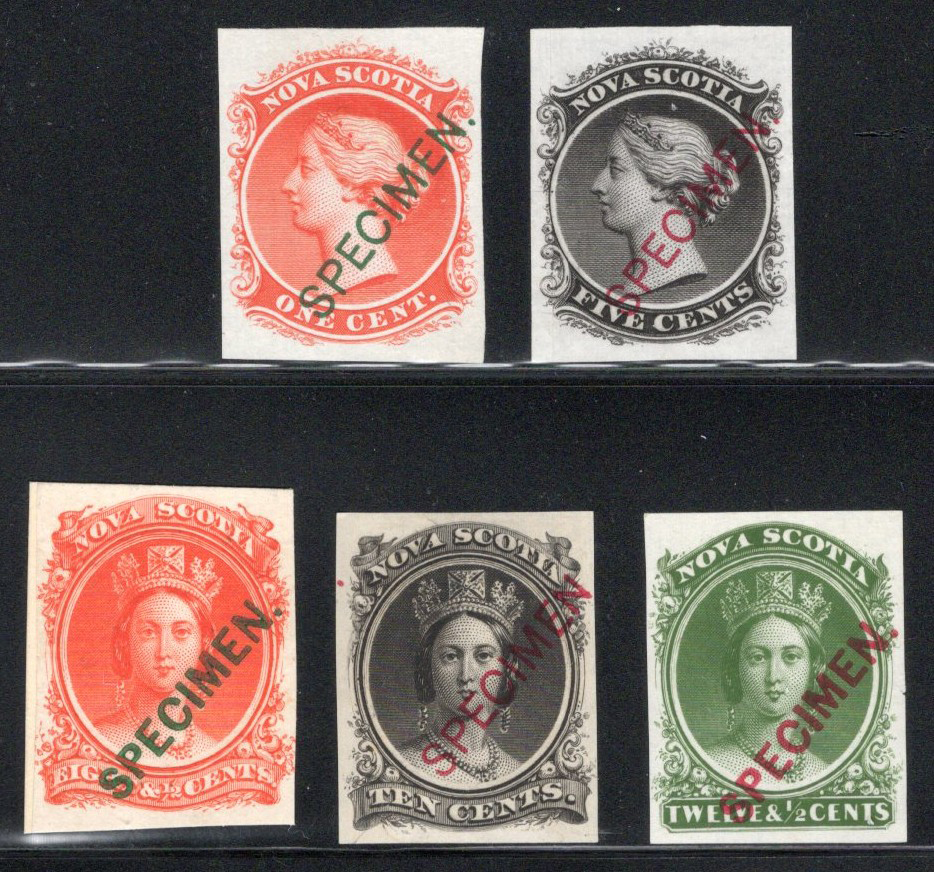 NOVA SCOTIA
SPECIMEN.
ONE CENT.
NOVA SCOTIA
SPECIMEN.
FIVE CENTS
NOVA SCOTIA
SPECIMEN.
EIGHT & ½ CENTS
NOVA SCOTIA
SPECIMEN
TEN CENTS.
NOVA SCOTIA
SPECIMEN.
TWELVE & ½ CENTS